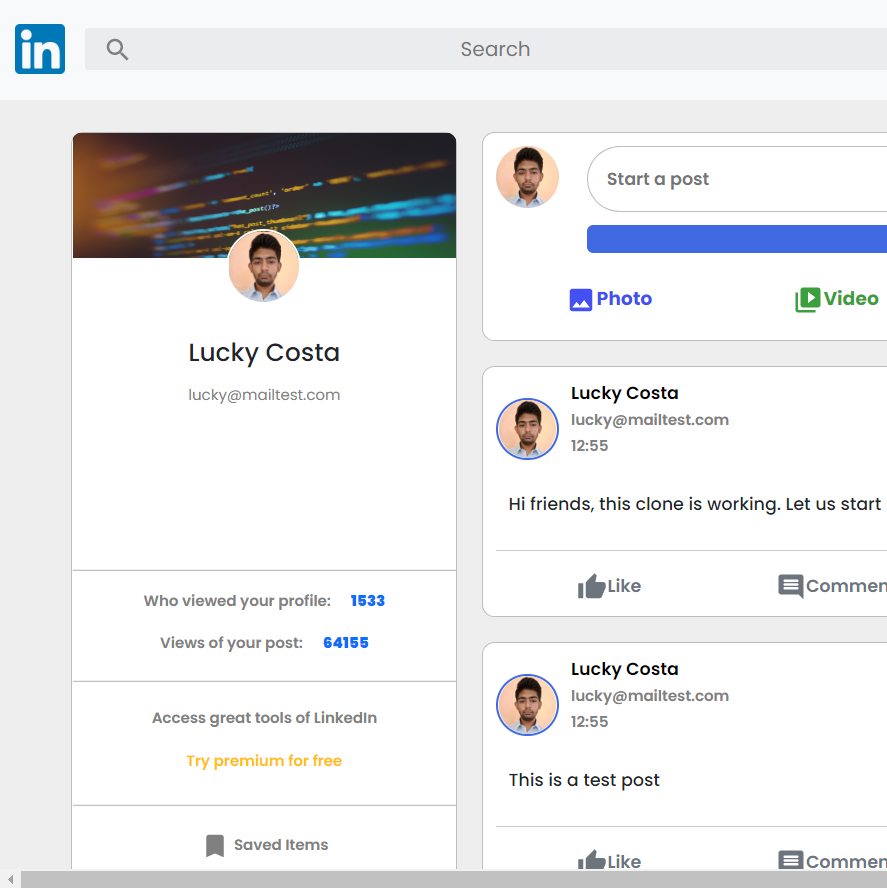 in
Search
Lucky Costa
lucky@mailtest.com
Who viewed your profile: 1533
Views of your post: 64155
Access great tools of LinkedIn
Try premium for free
Saved Items
Start a post
Photo
Video
Lucky Costa
lucky@mailtest.com
12:55
Hi friends, this clone is working. Let us start
Like
Commen
Lucky Costa
lucky@mailtest.com
12:55
This is a test post
Like
Commen